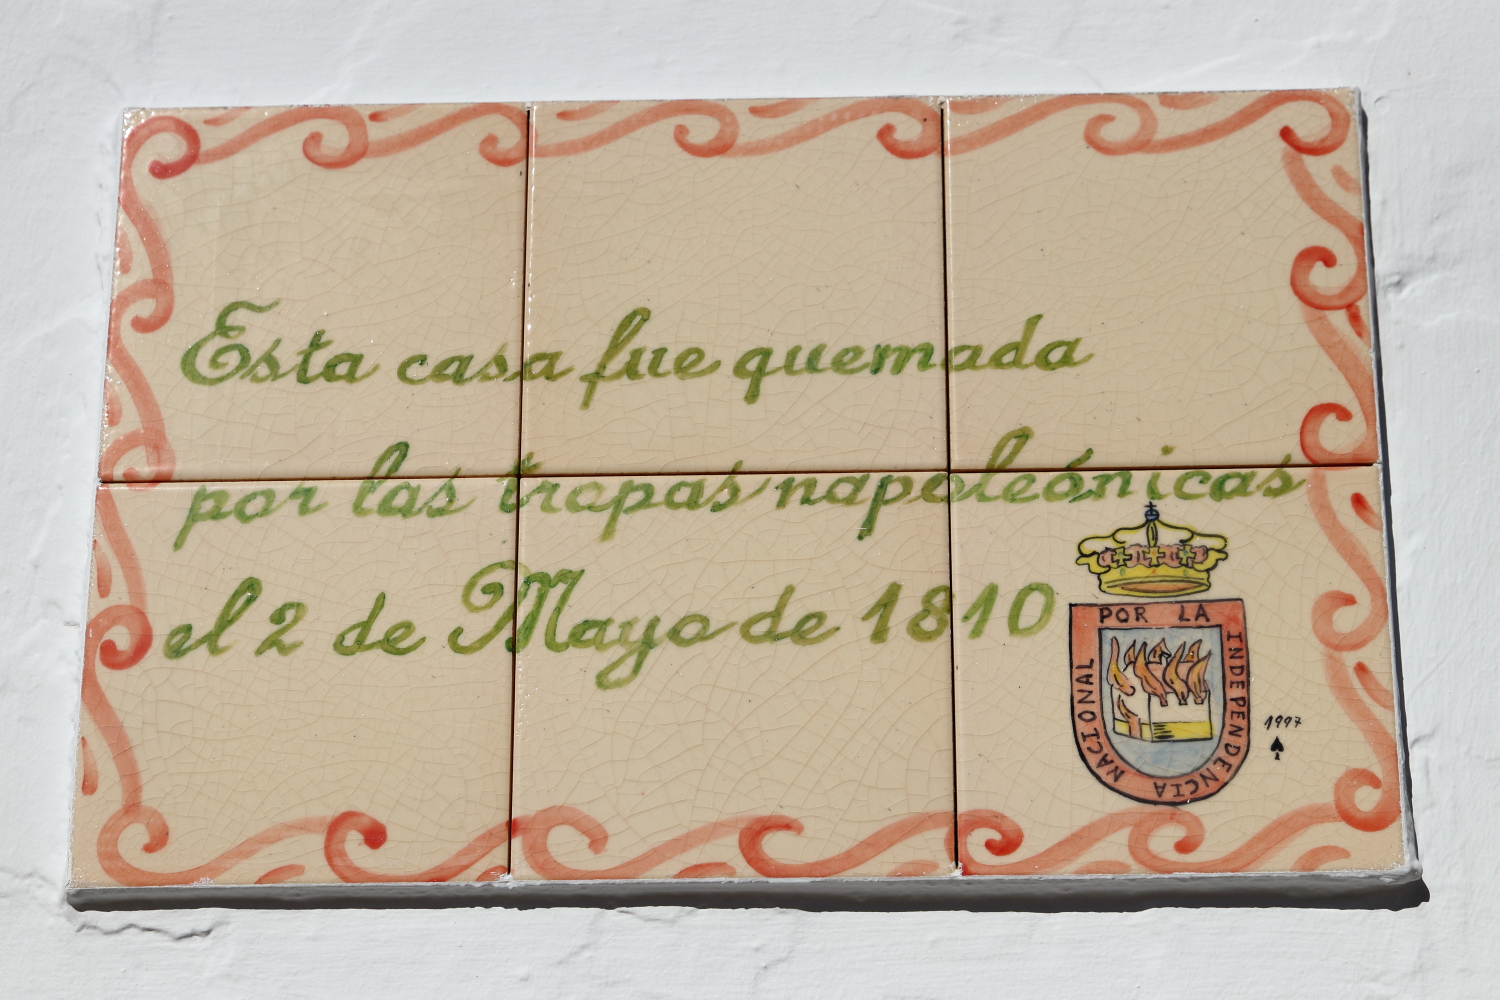 Esta casa fue quemada
por las tropas napoleónicas
el 2 de Mayo de 1810
POR LA INDEPENDENCIA NACIONAL
1997